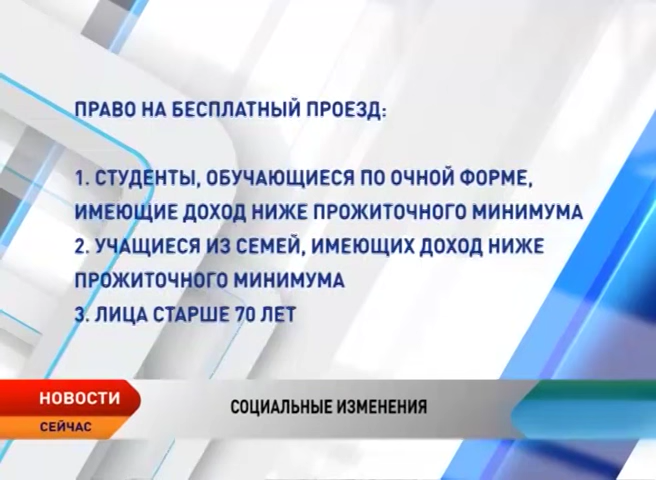 ПРАВО НА БЕСПЛАТНЫЙ ПРОЕЗД:
1. СТУДЕНТЫ, ОБУЧАЮЩИЕСЯ ПО ОЧНОЙ ФОРМЕ,
ИМЕЮЩИЕ ДОХОД НИЖЕ ПРОЖИТОЧНОГО МИНИМУМА
2. УЧАЩИЕСЯ ИЗ СЕМЕЙ, ИМЕЮЩИХ ДОХОД НИЖЕ
ПРОЖИТОЧНОГО МИНИМУМА
3. ЛИЦА СТАРШЕ 70 ЛЕТ
НОВОСТИ
СОЦИАЛЬНЫЕ ИЗМЕНЕНИЯ
СЕЙЧАС